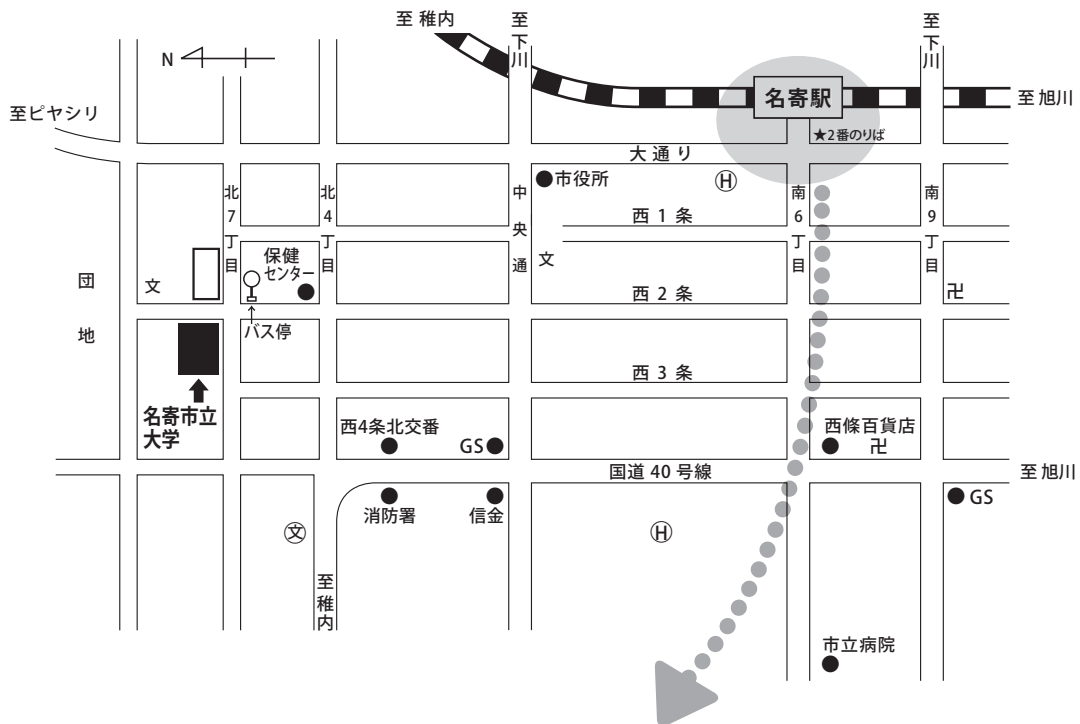 至 稚内
至下川
至下川
N
名寄駅
至 旭川
至ピヤシリ
★2番のりば
大 通 り
北7丁目
北4丁目
中央通
市役所
H
南6丁目
南9丁目
西 1 条
保健
センター
文
文
団地
西 2 条
卍
バス停
西 3 条
名寄市立
大学
西4条北交番
GS
西條百貨店
卍
国道 40 号線
至 旭川
消防署
信金
GS
文
H
至稚内
市立病院